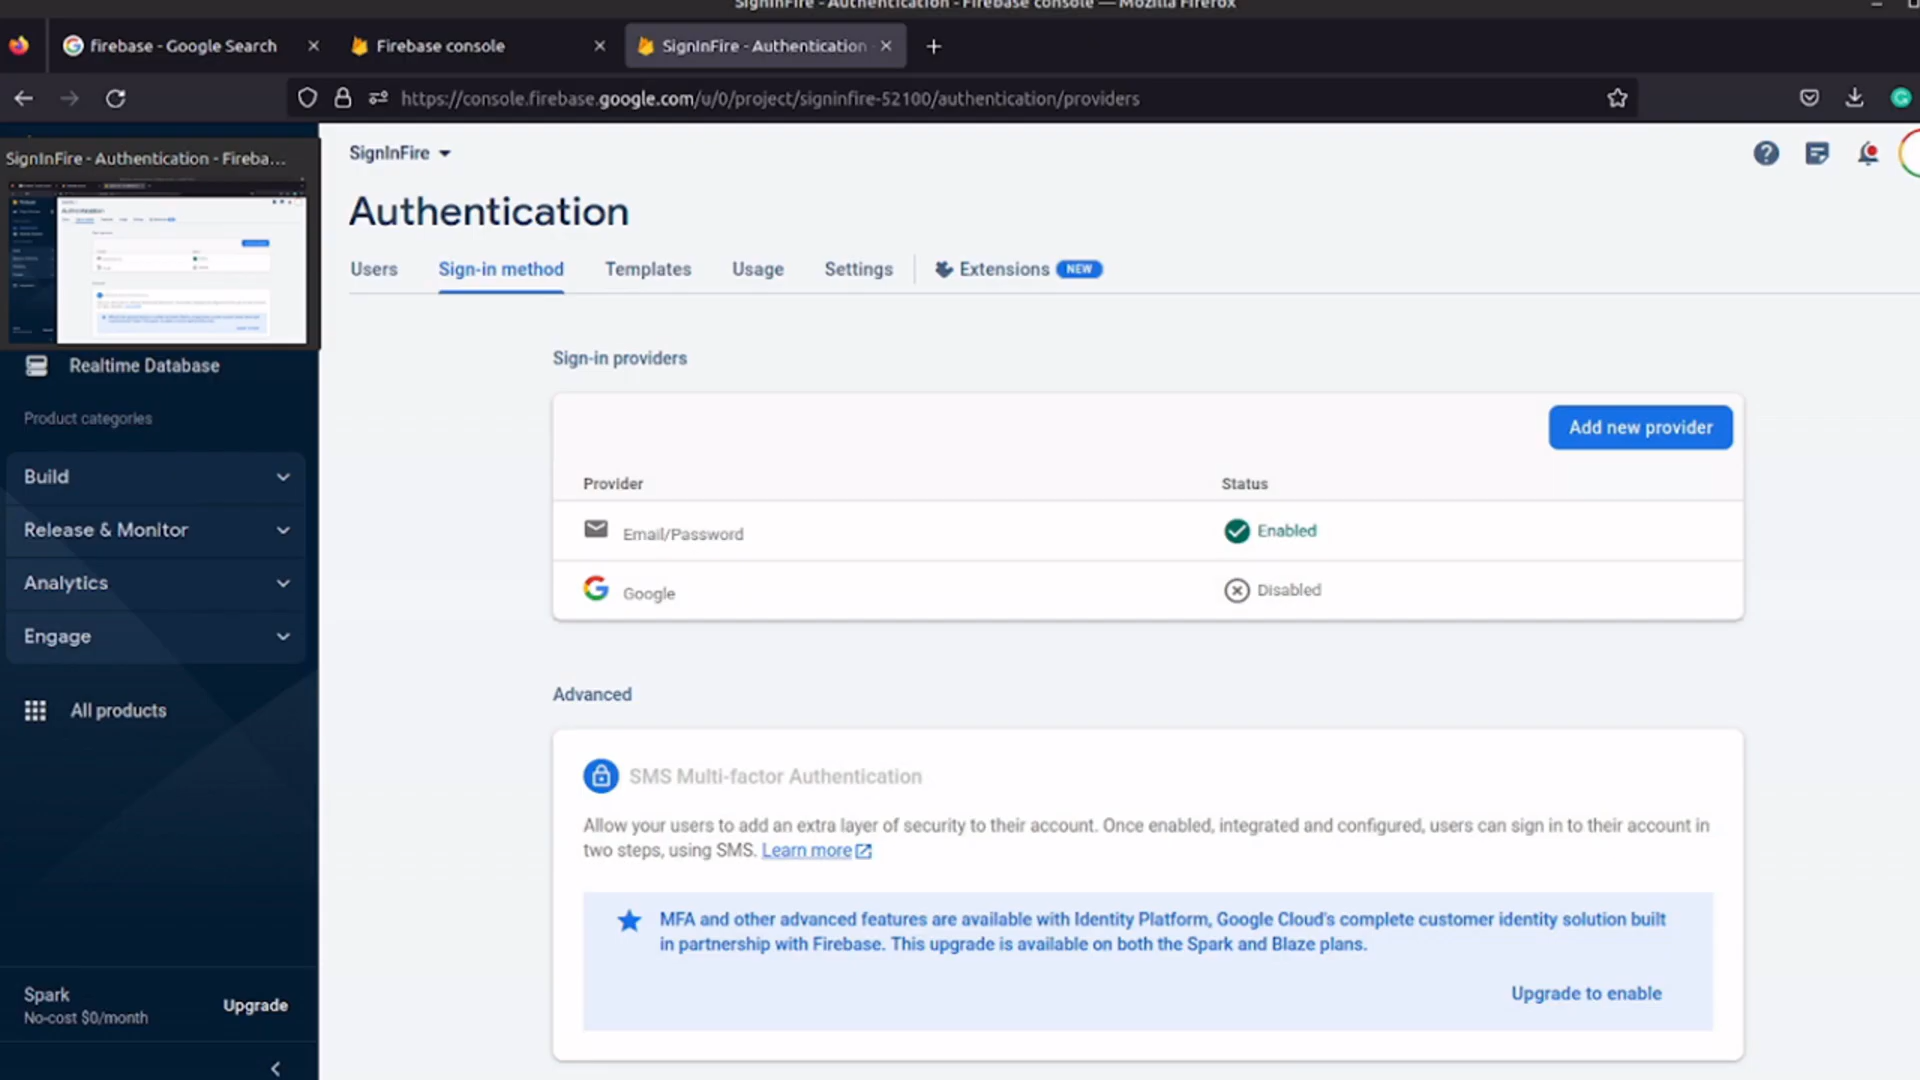 SignInFire - Authentication - Firebase console — Mozilla Firefox
firebase - Google Search
Firebase console
SignInFire - Authentication
https://console.firebase.google.com/u/0/project/signinfire-52100/authentication/providers
SignInFire - Authentication - Fireba...
SignInFire
Authentication
Users
Sign-in method
Templates
Usage
Settings
Extensions
NEW
Realtime Database
Product categories
Build
Release & Monitor
Analytics
Engage
All products
Spark
No-cost $0/month
Upgrade
Sign-in providers
Add new provider
Provider
Status
Email/Password
Enabled
Google
Disabled
Advanced
SMS Multi-factor Authentication
Allow your users to add an extra layer of security to their account. Once enabled, integrated and configured, users can sign in to their account in
two steps, using SMS. Learn more
MFA and other advanced features are available with Identity Platform, Google Cloud's complete customer identity solution built
in partnership with Firebase. This upgrade is available on both the Spark and Blaze plans.
Upgrade to enable